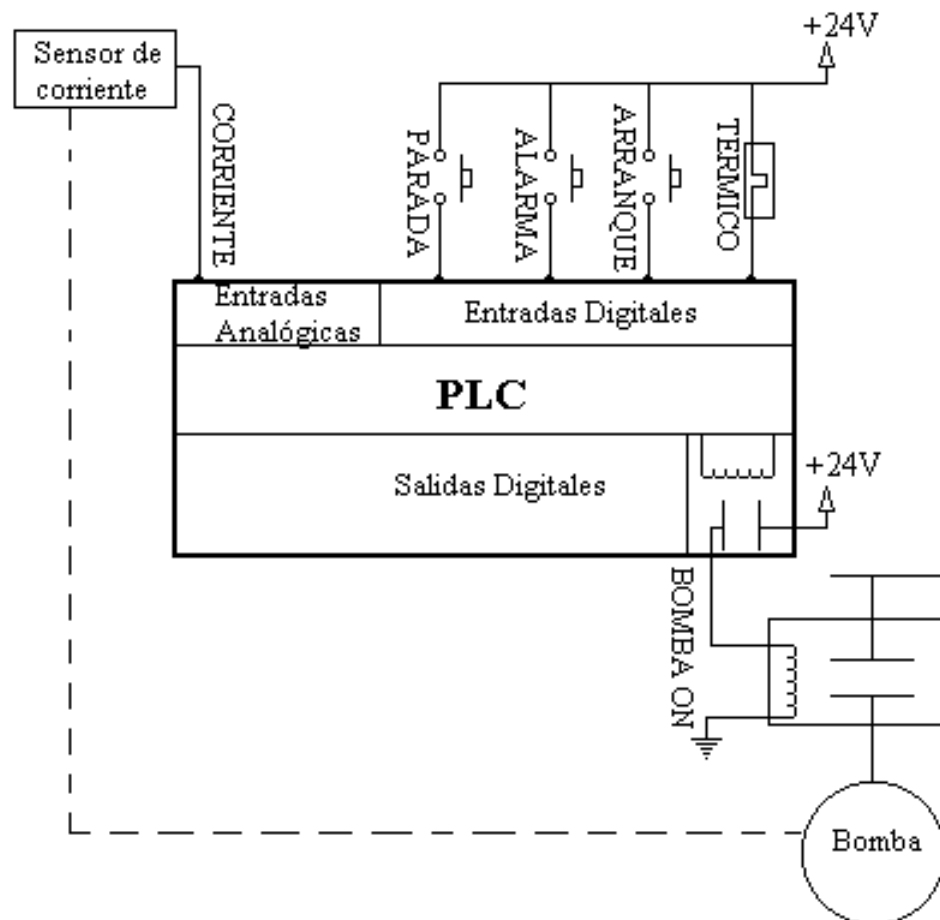 +24V
Sensor de
corriente
CORRIENTE
PARADA
ALARMA
ARRANQUE
TERMICO
Entradas
Analógicas
Entradas Digitales
PLC
Salidas Digitales
+24V
BOMBA ON
Bomba